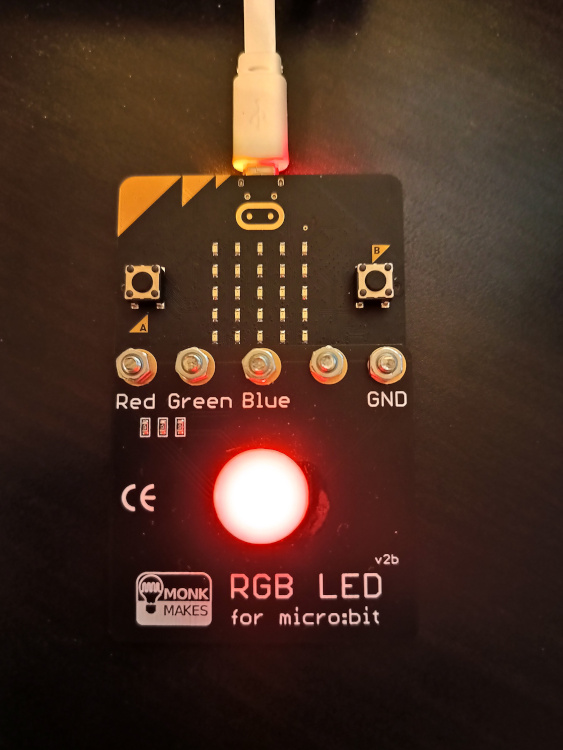 B
A
Red Green Blue GND
CE
v2b
MONK
MAKES
RGB LED
for micro:bit